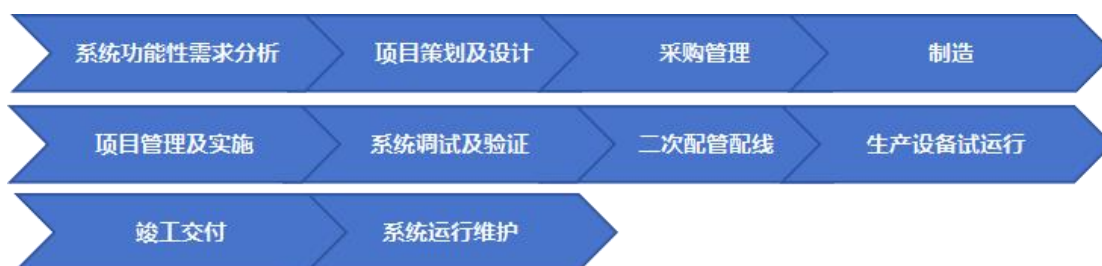 系统功能性需求分析 项目策划及设计 采购管理 制造
项目管理及实施 系统调试及验证 二次配管配线 生产设备试运行
竣工交付 系统运行维护